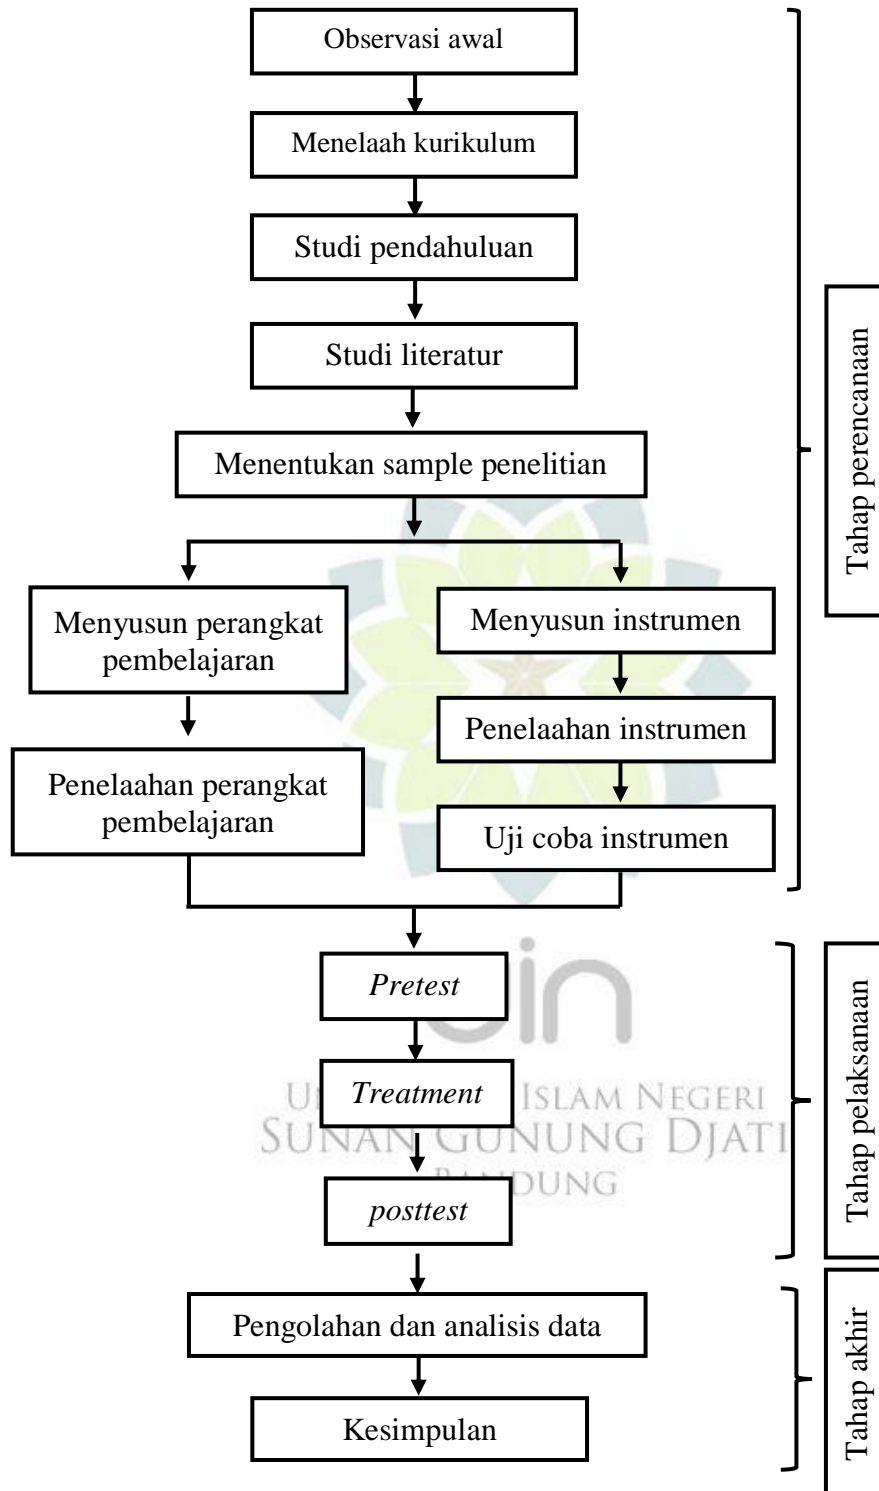 Observasi awal
Menelaah kurikulum
Studi pendahuluan
Studi literatur
Menentukan sample penelitian
Tahap perencanaan
Menyusun perangkat
pembelajaran
Menyusun instrumen
Penelaahan instrumen
Penelaahan perangkat
pembelajaran
Uji coba instrumen
Pretest
Treatment
posttest
Tahap pelaksanaan
ISLAM NEGERI
SUNAN GUNUNG DJATI
Pengolahan dan analisis data
Kesimpulan
Tahap akhir